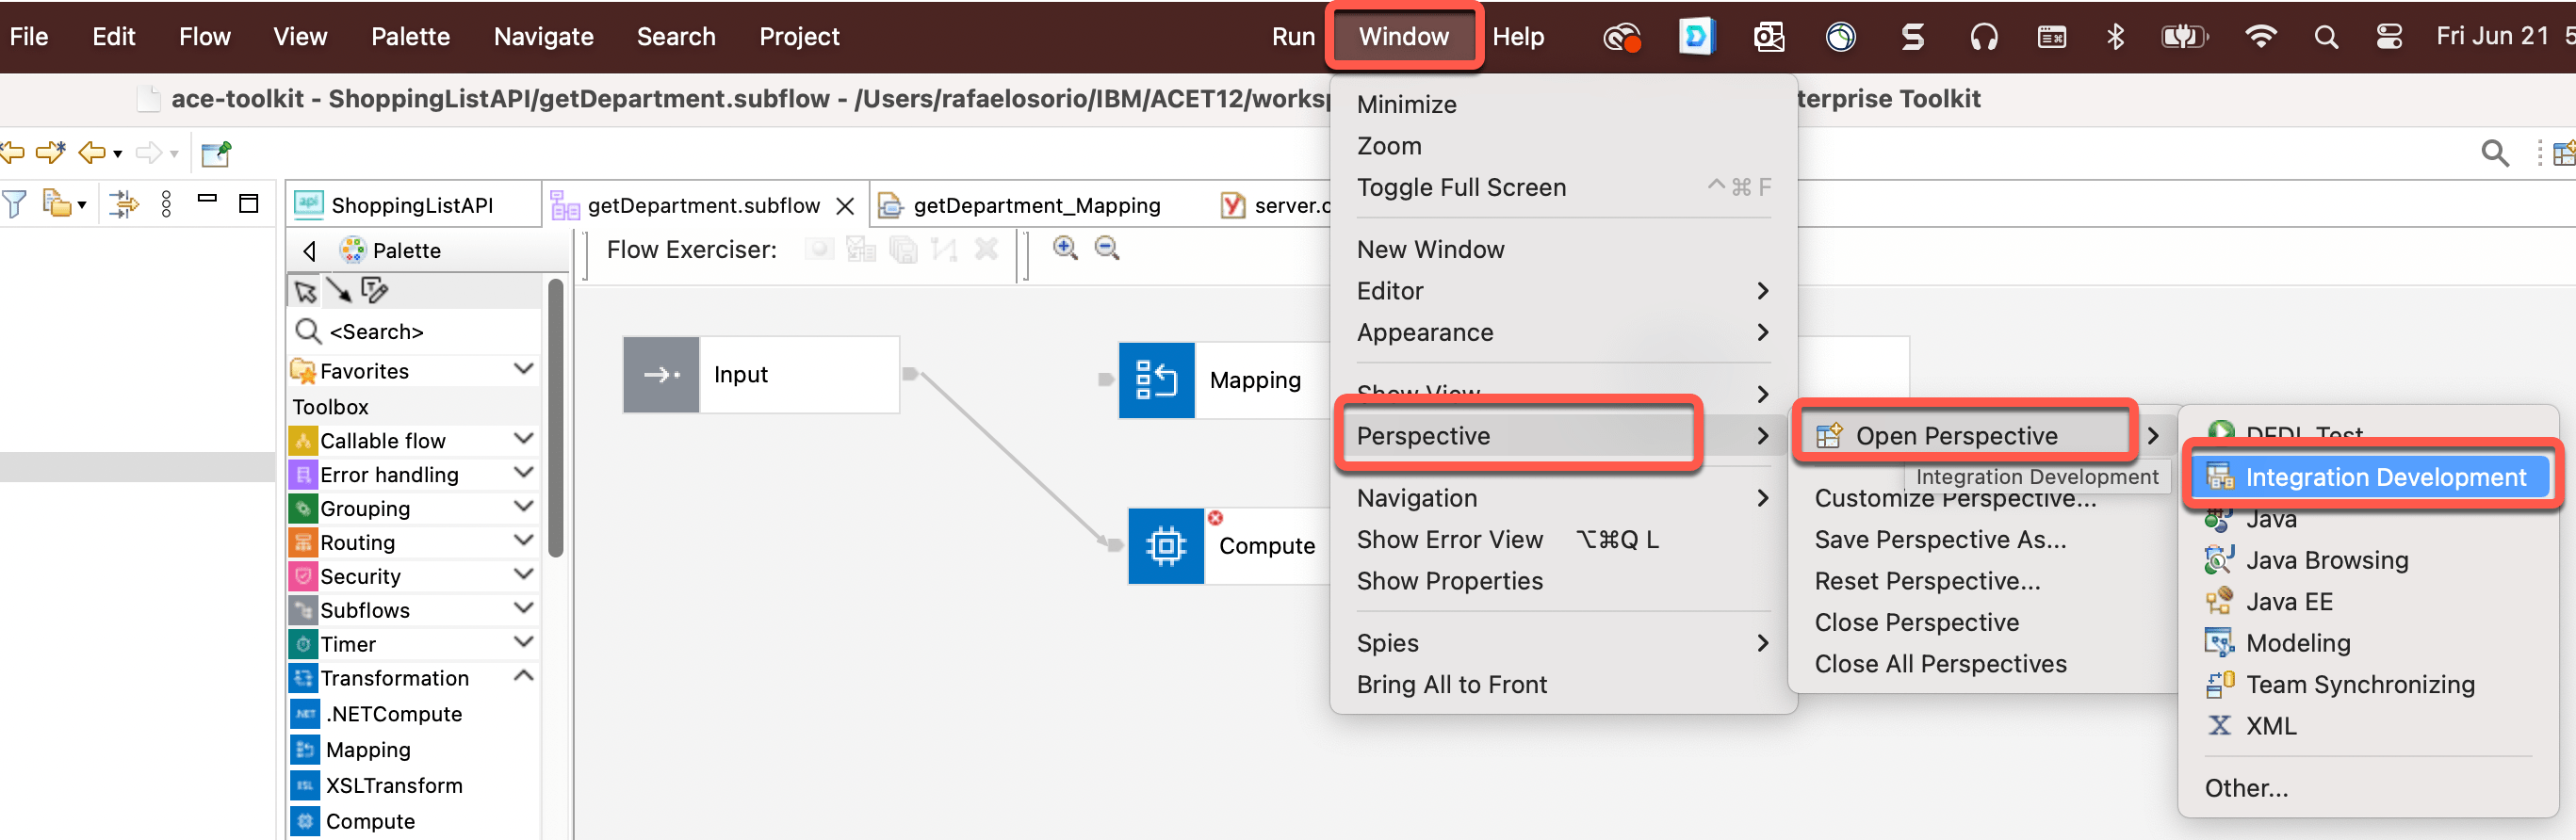 File Edit Flow View Palette Navigate Search Project Run Window Help Fri Jun 21 5
ace-toolkit - ShoppingListAPI/getDepartment.subflow - /Users/rafaelosorio/IBM/ACET12/worksp terprise Toolkit
ShoppingListAPI getDepartment.subflow getDepartment_Mapping server.c
Palette
Flow Exerciser:
<Search>
Favorites
Toolbox
Callable flow
Error handling
Grouping
Routing
Security
Subflows
Timer
Transformation
.NETCompute
Mapping
XSLTransform
Compute
Input
Mapping
Compute
Minimize
Zoom
Toggle Full Screen ^ ⌘ F
New Window
Editor
Appearance
Show View
Perspective
Navigation
Show Error View ⌥⌘Q L
Show Properties
Spies
Bring All to Front
Open Perspective
Integration Development
Customize Perspective...
Save Perspective As...
Reset Perspective...
Close Perspective
Close All Perspectives
DFDL Test
Integration Development
Java
Java Browsing
Java EE
Modeling
Team Synchronizing
XML
Other...